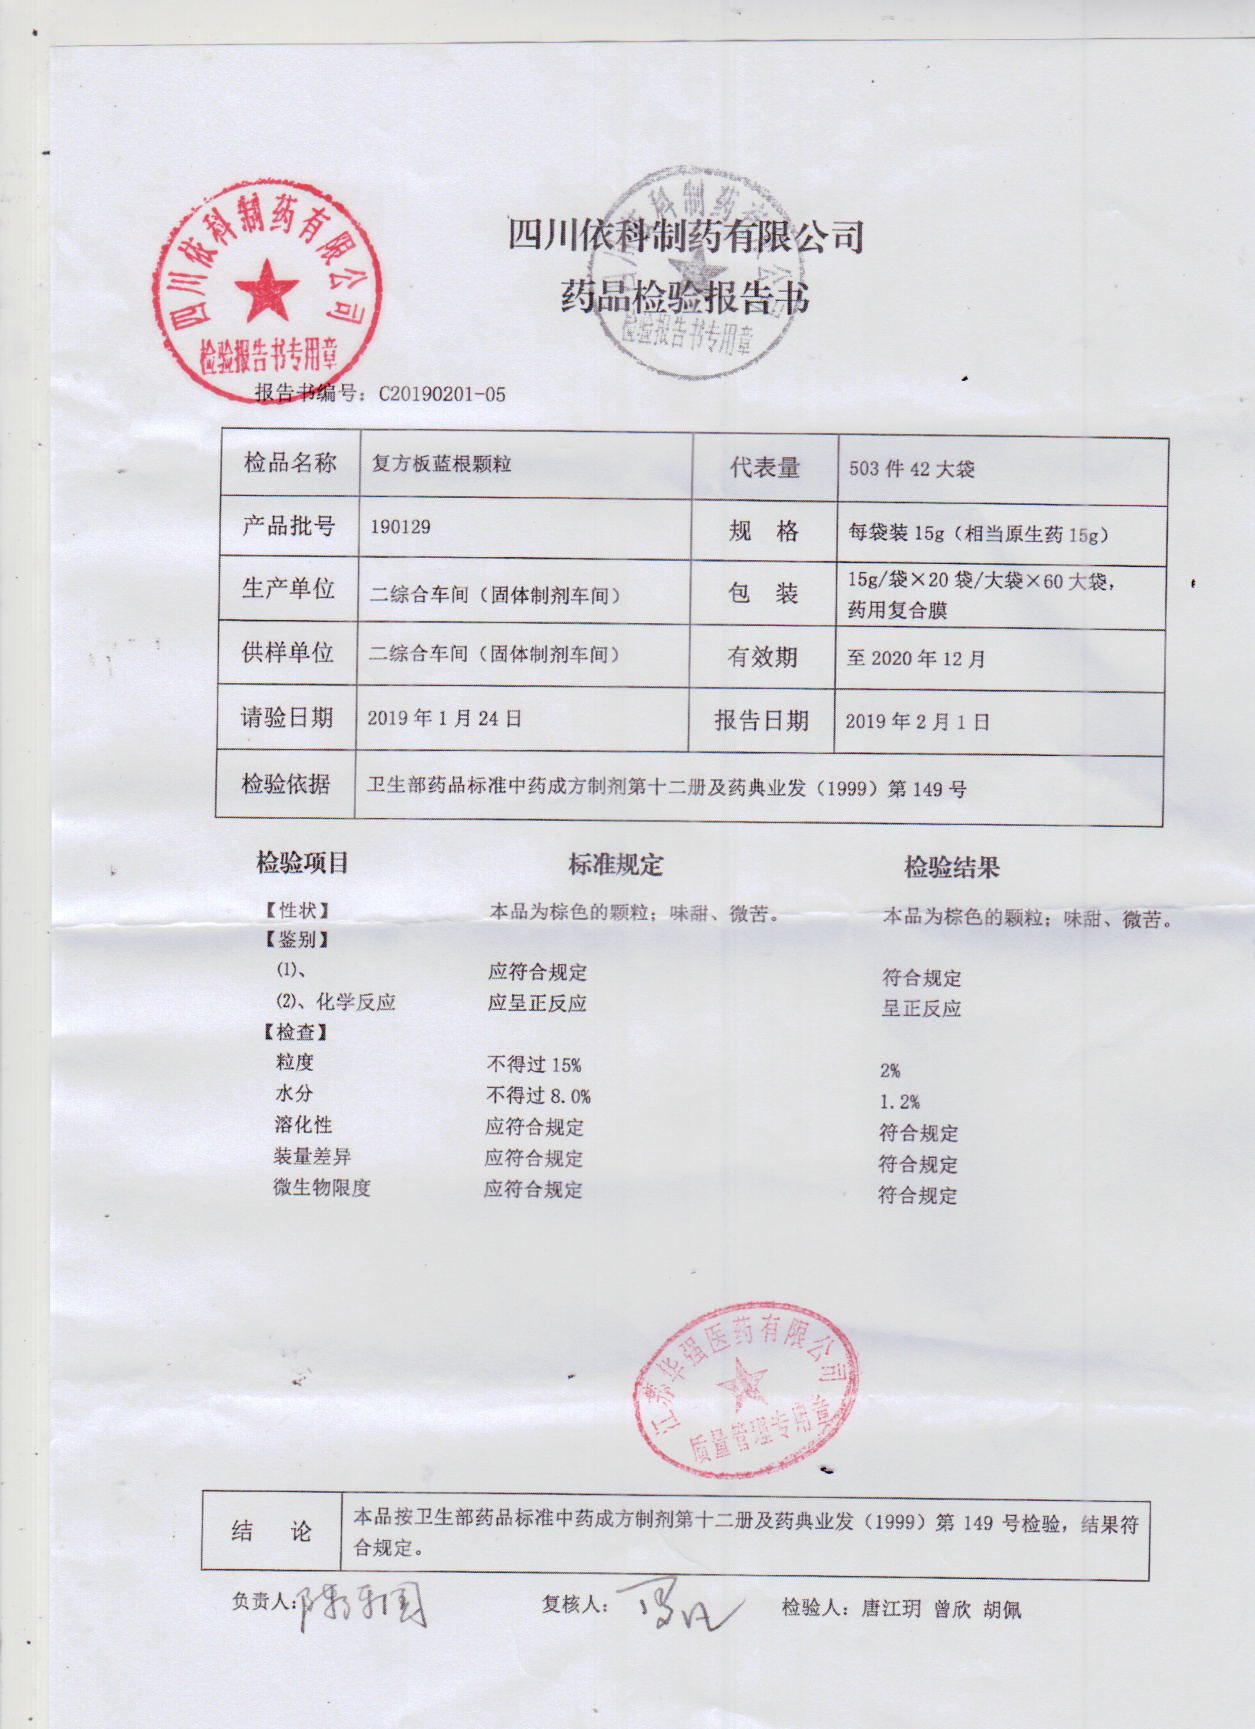 四川依科制药有限公司
药品检验报告书
四川依科制药有限公司
检验报告书专用章
四川依科制药有限公司
检验报告书专用章
报告书编号：C20190201-05
检品名称 复方板蓝根颗粒 代表量 503 件 42 大袋
产品批号 190129 规 格 每袋装 15g（相当原生药 15g）
生产单位 二综合车间（固体制剂车间） 包 装 15g/袋×20 袋/大袋×60 大袋，
药用复合膜
供样单位 二综合车间（固体制剂车间） 有效期 至 2020 年 12 月
请验日期 2019 年 1 月 24 日 报告日期 2019 年 2 月 1 日
检验依据 卫生部药品标准中药成方制剂第十二册及药典业发（1999）第 149 号
检验项目 标准规定 检验结果
【性状】 本品为棕色的颗粒；味甜、微苦。 本品为棕色的颗粒；味甜、微苦。
【鉴别】
⑴、 应符合规定 符合规定
⑵、化学反应 应呈正反应 呈正反应
【检查】
粒度 不得过 15% 2%
水分 不得过 8.0% 1.2%
溶化性 应符合规定 符合规定
装量差异 应符合规定 符合规定
微生物限度 应符合规定 符合规定
江苏华强医药有限公司
质量管理专用章
结 论 本品按卫生部药品标准中药成方制剂第十二册及药典业发（1999）第 149 号检验，结果符
合规定。
负责人： 复核人： 检验人：唐江玥 曾欣 胡佩